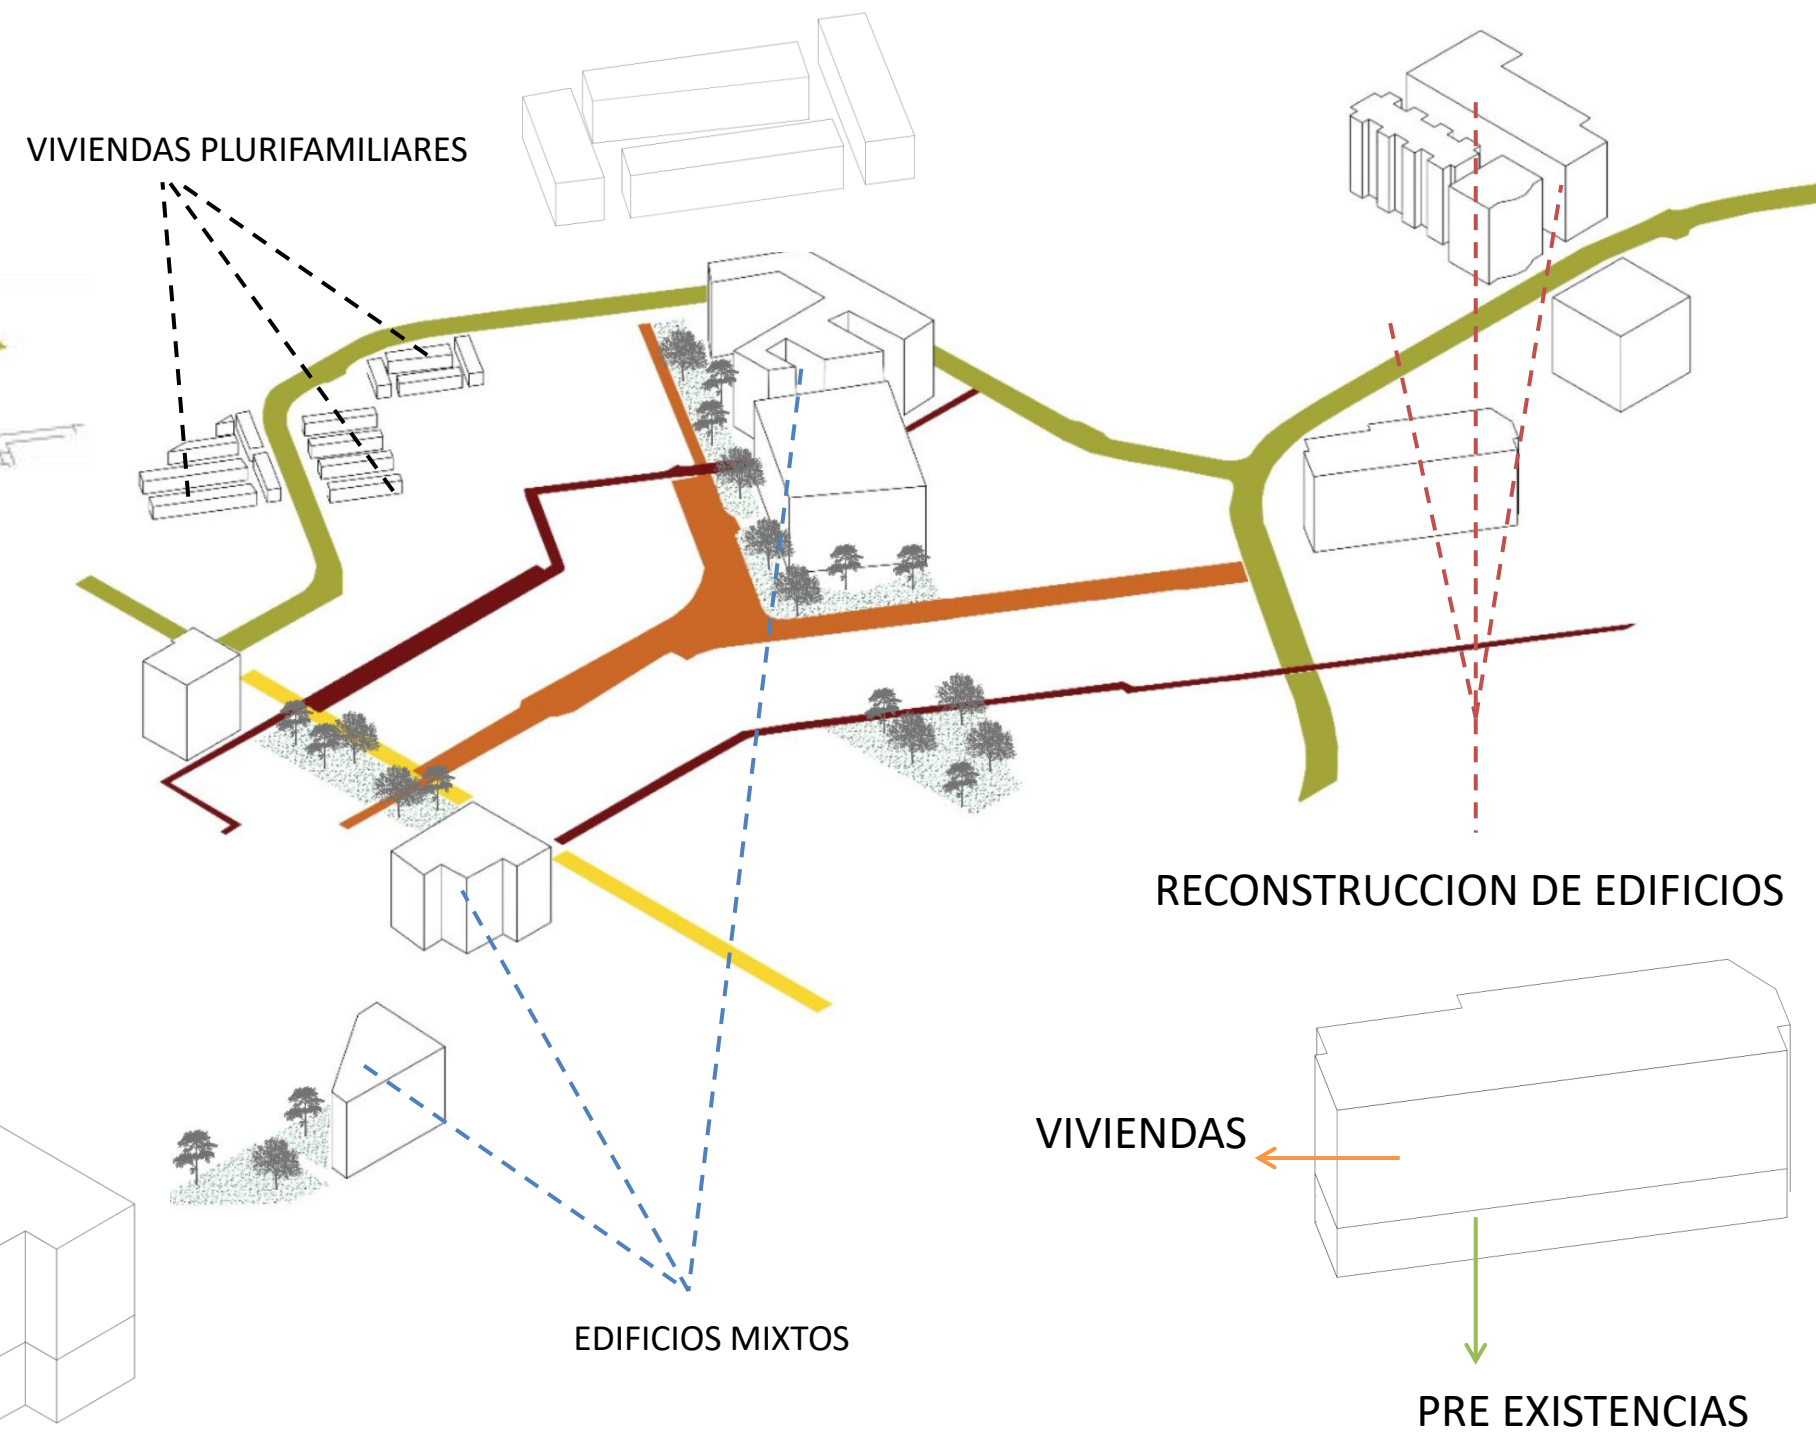 VIVIENDAS PLURIFAMILIARES
RECONSTRUCCION DE EDIFICIOS
VIVIENDAS
EDIFICIOS MIXTOS
PRE EXISTENCIAS